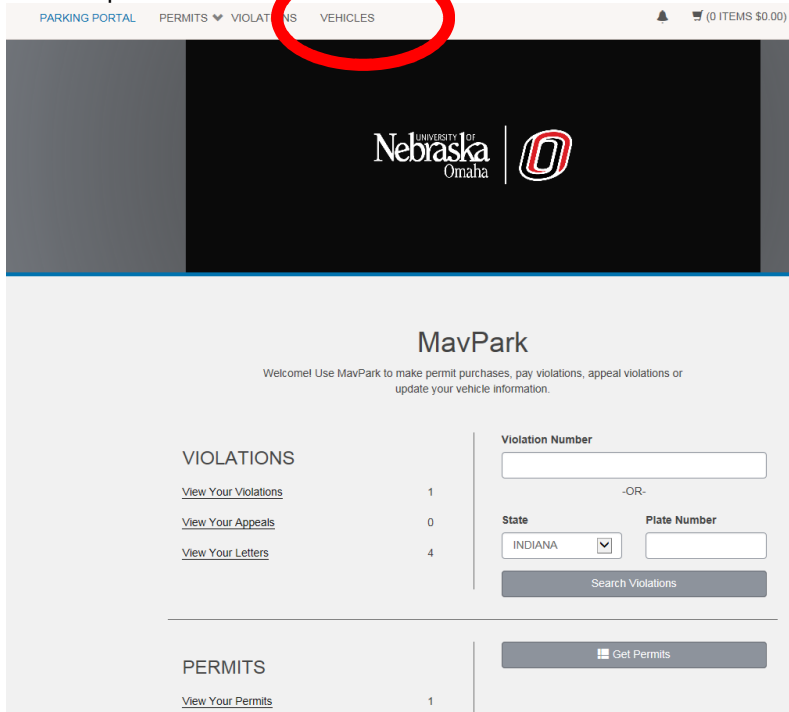 PARKING PORTAL PERMITS VIOLATIONS VEHICLES (0 ITEMS $0.00)
UNIVERSITY OF
Nebraska
Omaha
O
MavPark
Welcome! Use MavPark to make permit purchases, pay violations, appeal violations or
update your vehicle information.
VIOLATIONS
View Your Violations 1
View Your Appeals 0
View Your Letters 4
Violation Number
-OR-
State Plate Number
INDIANA
Search Violations
PERMITS
View Your Permits 1
Get Permits